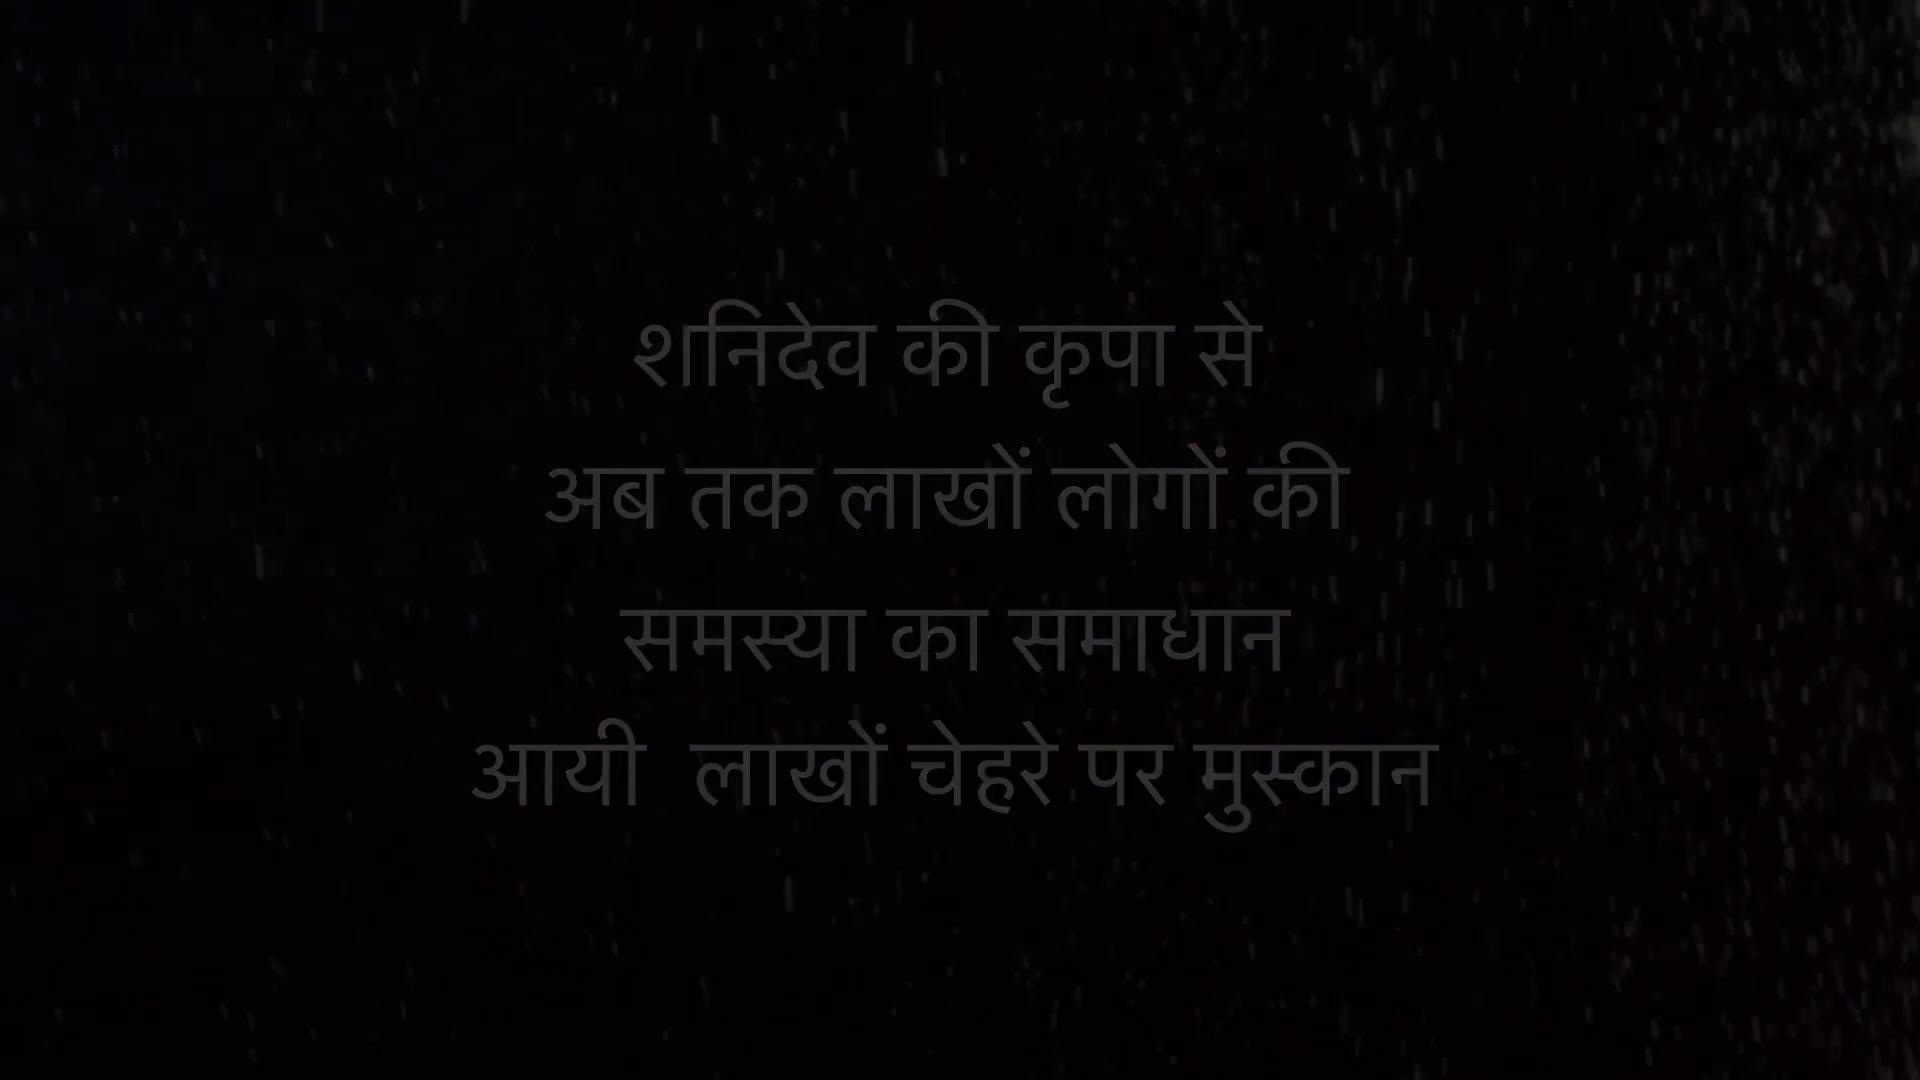 शनिदेव की कृपा से
अब तक लाखों लोगों की
समस्या का समाधान
आयी  लाखों चेहरे पर मुस्कान